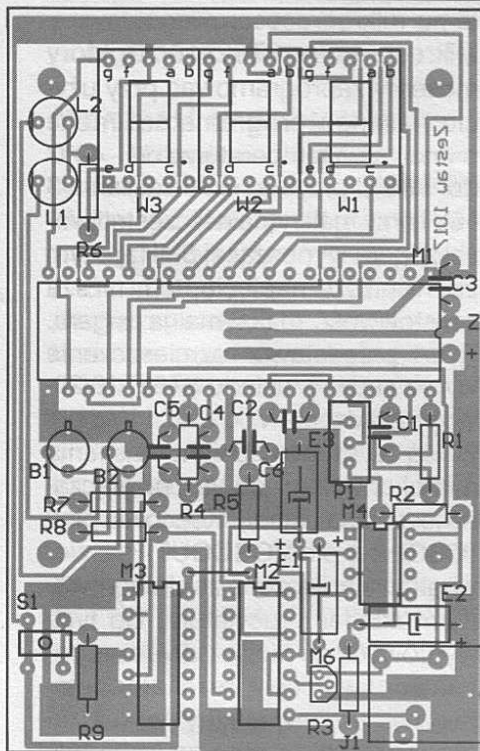 g f a b g f a b g f a b
L2
e d c e d c e d c
L1 W3 W2 W1
Zestaw 1017
R6 M1
C3
Z
+
C5 C4 C2 E3 C1 R1
B1 B2 C6 P1
R7 R4 R5 R2
R8 M4
M3 M2 + E1 + E2
S1
+
M6
R9 R3 J1